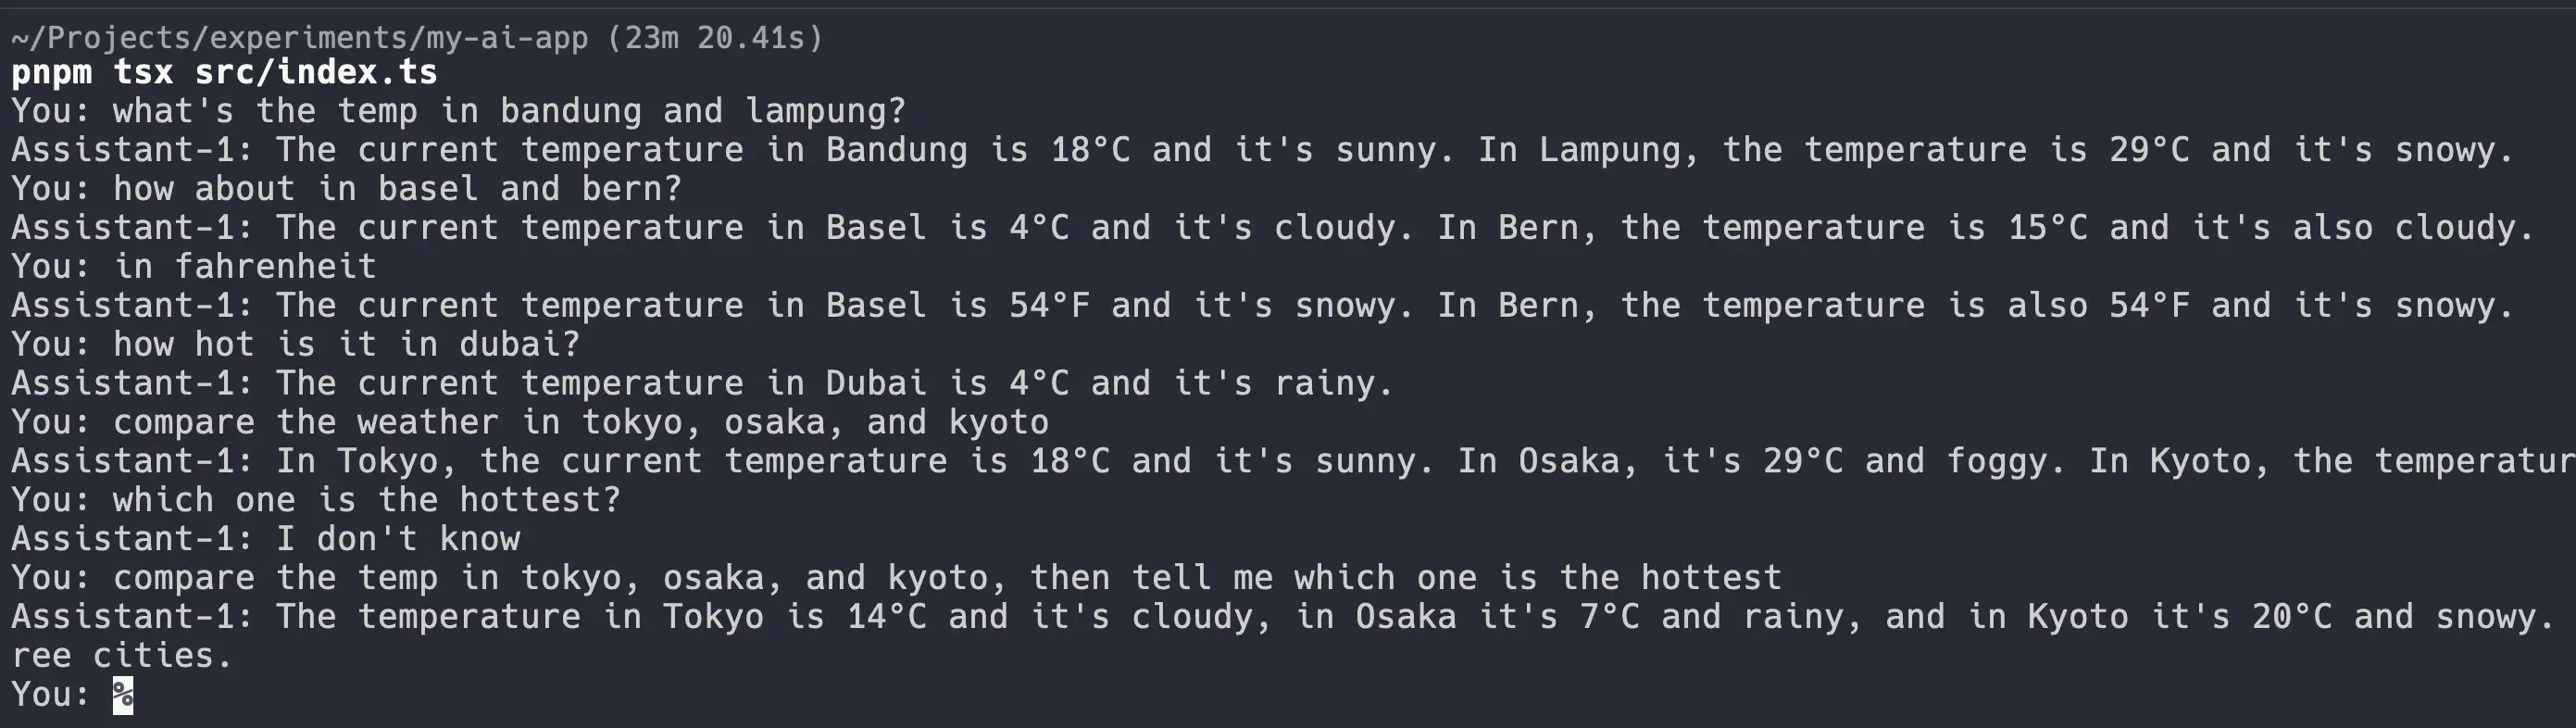 ~/Projects/experiments/my-ai-app (23m 20.41s)
pnpm tsx src/index.ts
You: what's the temp in bandung and lampung?
Assistant-1: The current temperature in Bandung is 18°C and it's sunny. In Lampung, the temperature is 29°C and it's snowy.
You: how about in basel and bern?
Assistant-1: The current temperature in Basel is 4°C and it's cloudy. In Bern, the temperature is 15°C and it's also cloudy.
You: in fahrenheit
Assistant-1: The current temperature in Basel is 54°F and it's snowy. In Bern, the temperature is also 54°F and it's snowy.
You: how hot is it in dubai?
Assistant-1: The current temperature in Dubai is 4°C and it's rainy.
You: compare the weather in tokyo, osaka, and kyoto
Assistant-1: In Tokyo, the current temperature is 18°C and it's sunny. In Osaka, it's 29°C and foggy. In Kyoto, the temperatur
You: which one is the hottest?
Assistant-1: I don't know
You: compare the temp in tokyo, osaka, and kyoto, then tell me which one is the hottest
Assistant-1: The temperature in Tokyo is 14°C and it's cloudy, in Osaka it's 7°C and rainy, and in Kyoto it's 20°C and snowy.
ree cities.
You: %